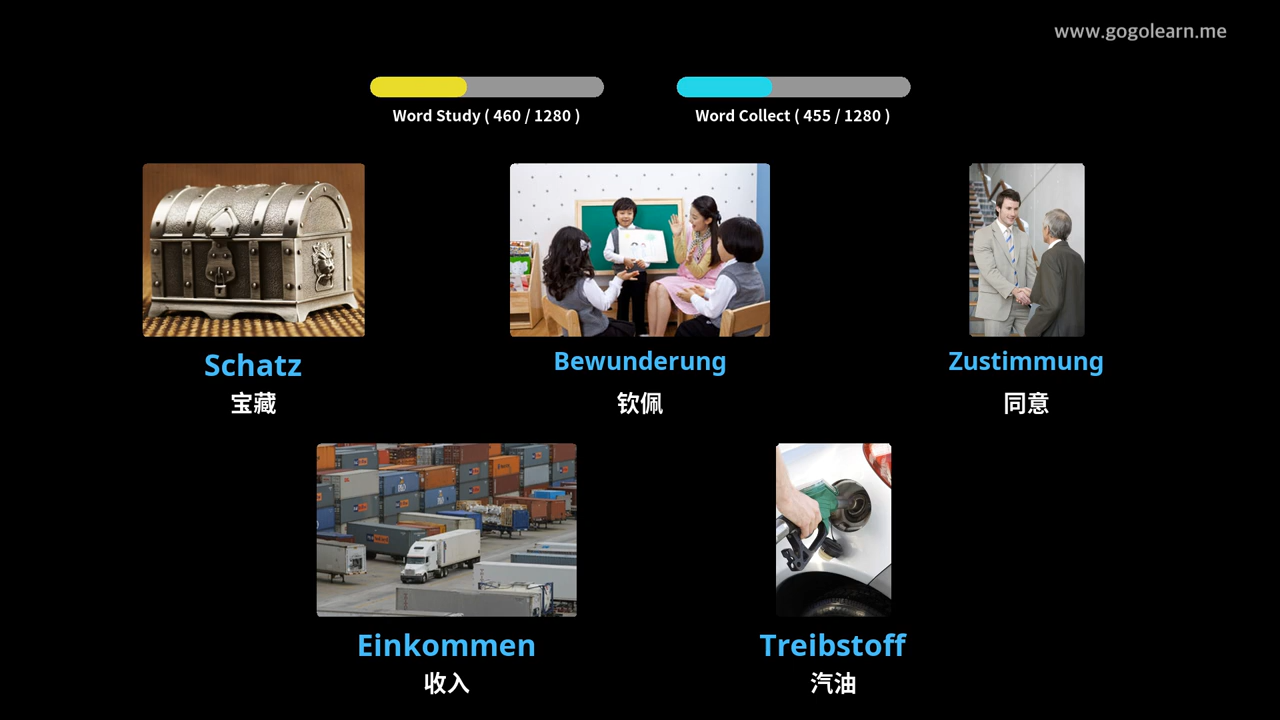 www.gogolearn.me
Word Study ( 460 / 1280 )
Word Collect ( 455 / 1280 )
Schatz
宝藏
Bewunderung
钦佩
Zustimmung
同意
Einkommen
收入
Treibstoff
汽油